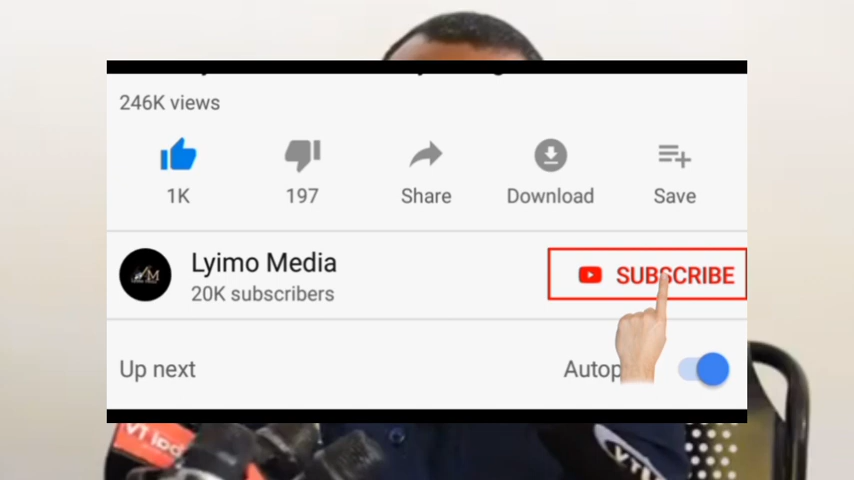 246K views
1K
197
Share
Download
Save
Lyimo Media
20K subscribers
SUBSCRIBE
Up next
Autop